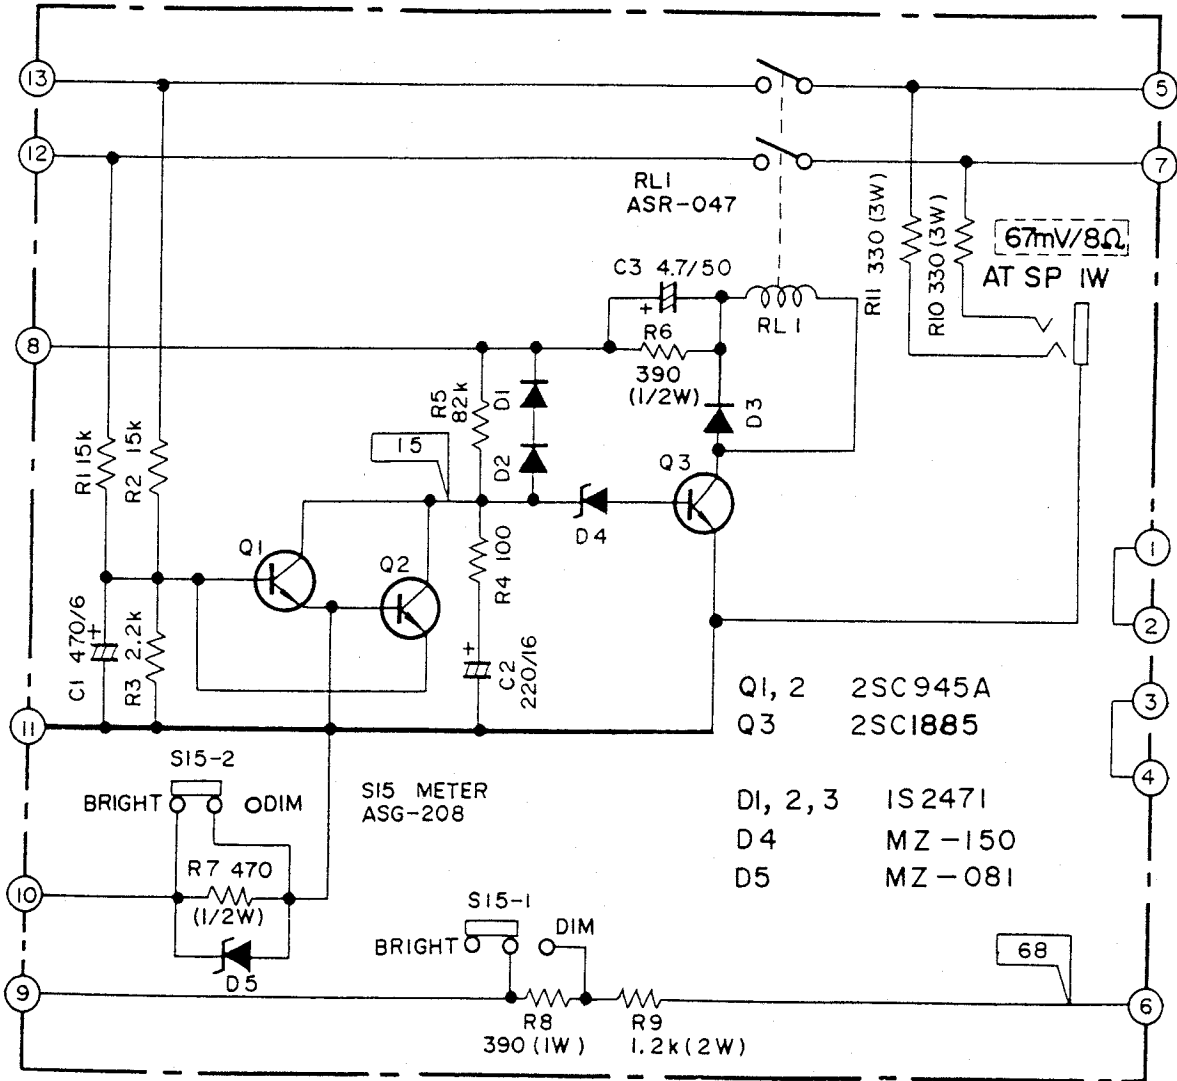 13
5
12
7
RL1
ASR-047
R11 330 (3W)
R10 330 (3W)
67mV/8Ω
AT SP 1W
C3 4.7/50
+
RL1
8
R6
390
(1/2W)
R5
82k
D1
D3
R1 15k
R2 15k
15
D2
Q3
D4
Q1
Q2
R4 100
1
2
C1 470/6
+
R3 2.2k
+
C2
220/16
Q1, 2 2SC945A
Q3 2SC1885
3
11
4
S15-2
BRIGHT
DIM
S15 METER
ASG-208
D1, 2, 3 1S2471
D4 MZ-150
D5 MZ-081
R7 470
(1/2W)
10
S15-1
BRIGHT
DIM
68
D5
9
6
R8
390 (1W)
R9
1.2k (2W)